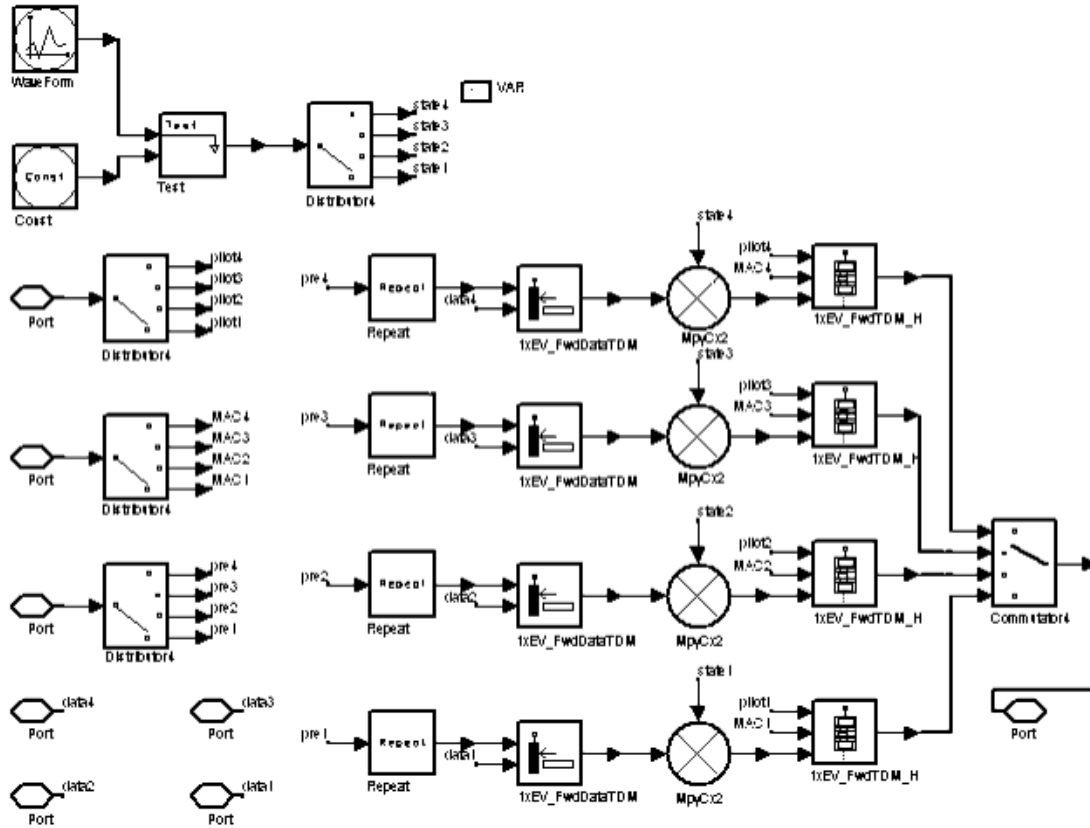 WaveForm
VAR
Test
state4
state3
state2
state1
Const
Test
Distributor4
Const
state4
pilot4
pilot3
pilot2
pilot1
pre4
Repeat
data4
pilot4
MAC4
Port
Distributor4
Repeat
1xEV_FwdDataTDM
MpyCx2
1xEV_FwdTDM_H
state3
MAC4
MAC3
MAC2
MAC1
pre3
Repeat
data3
pilot3
MAC3
Port
Distributor4
Repeat
1xEV_FwdDataTDM
MpyCx2
1xEV_FwdTDM_H
state2
pre4
pre3
pre2
pre1
pre2
Repeat
data2
pilot2
MAC2
Port
Distributor4
Repeat
1xEV_FwdDataTDM
MpyCx2
1xEV_FwdTDM_H
Commutator4
state1
data4
data3
pre1
Repeat
data1
pilot1
MAC1
Port
Port
Port
Repeat
1xEV_FwdDataTDM
MpyCx2
1xEV_FwdTDM_H
data2
data1
Port
Port